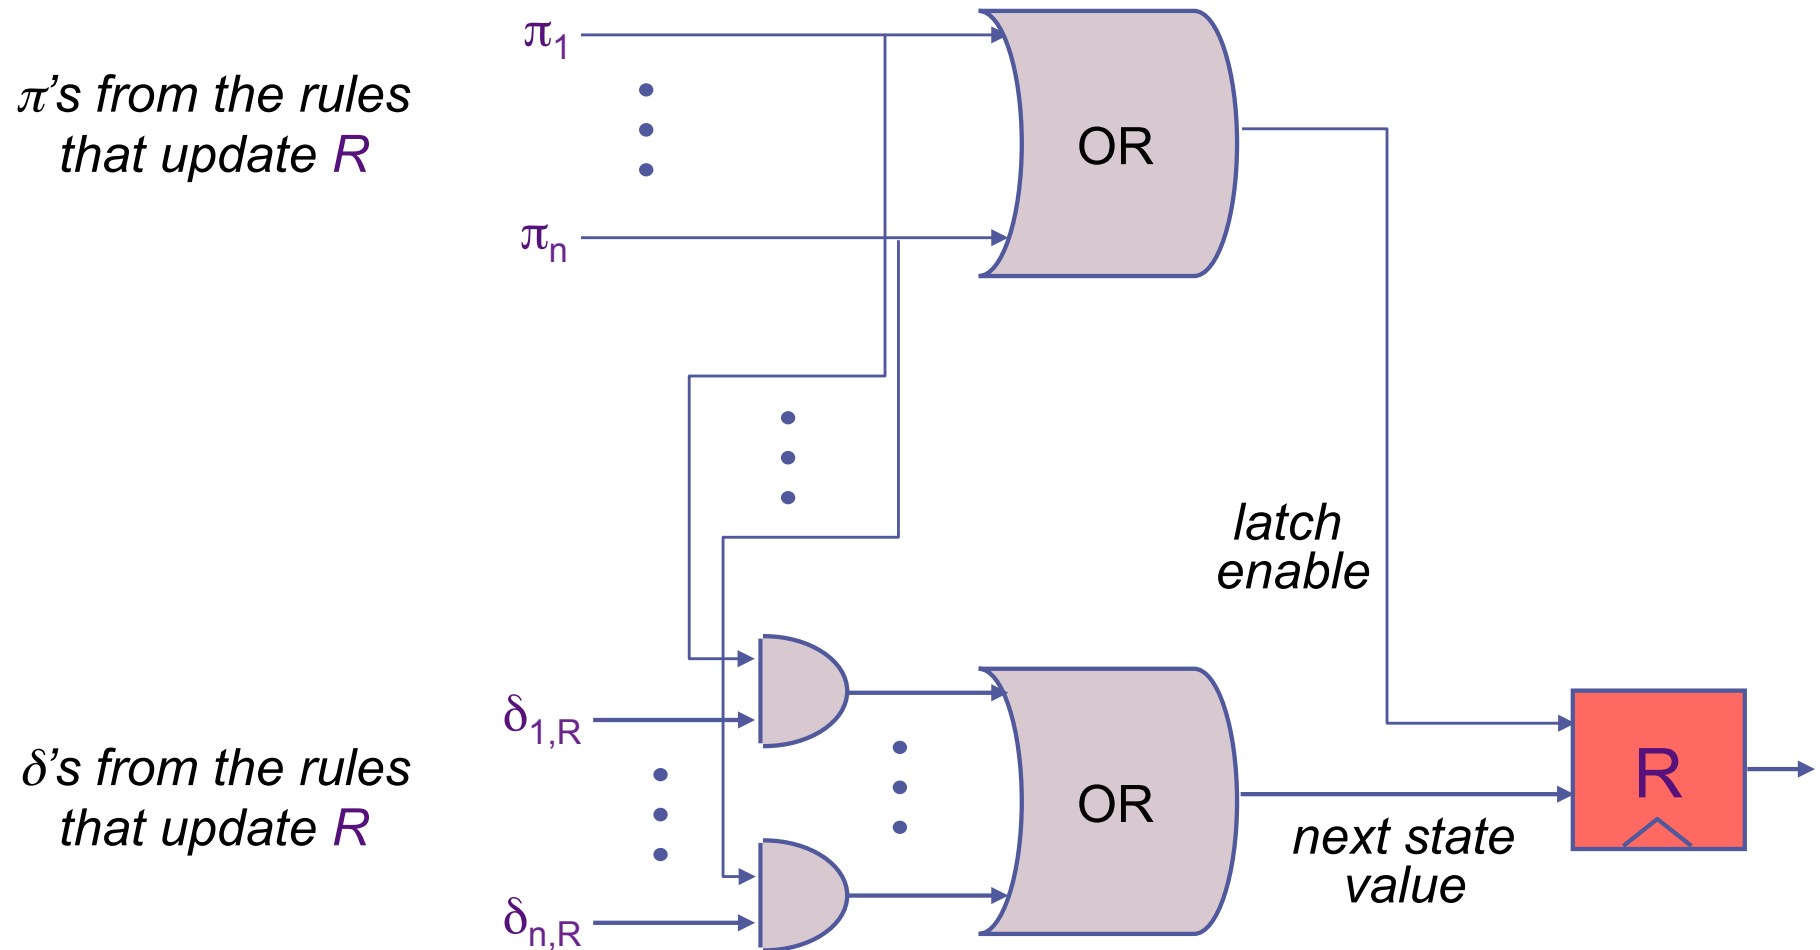 π₁
π's from the rules
that update R
OR
πₙ
latch
enable
δ₁,R
δ's from the rules
that update R
OR
R
next state
value
δₙ,R